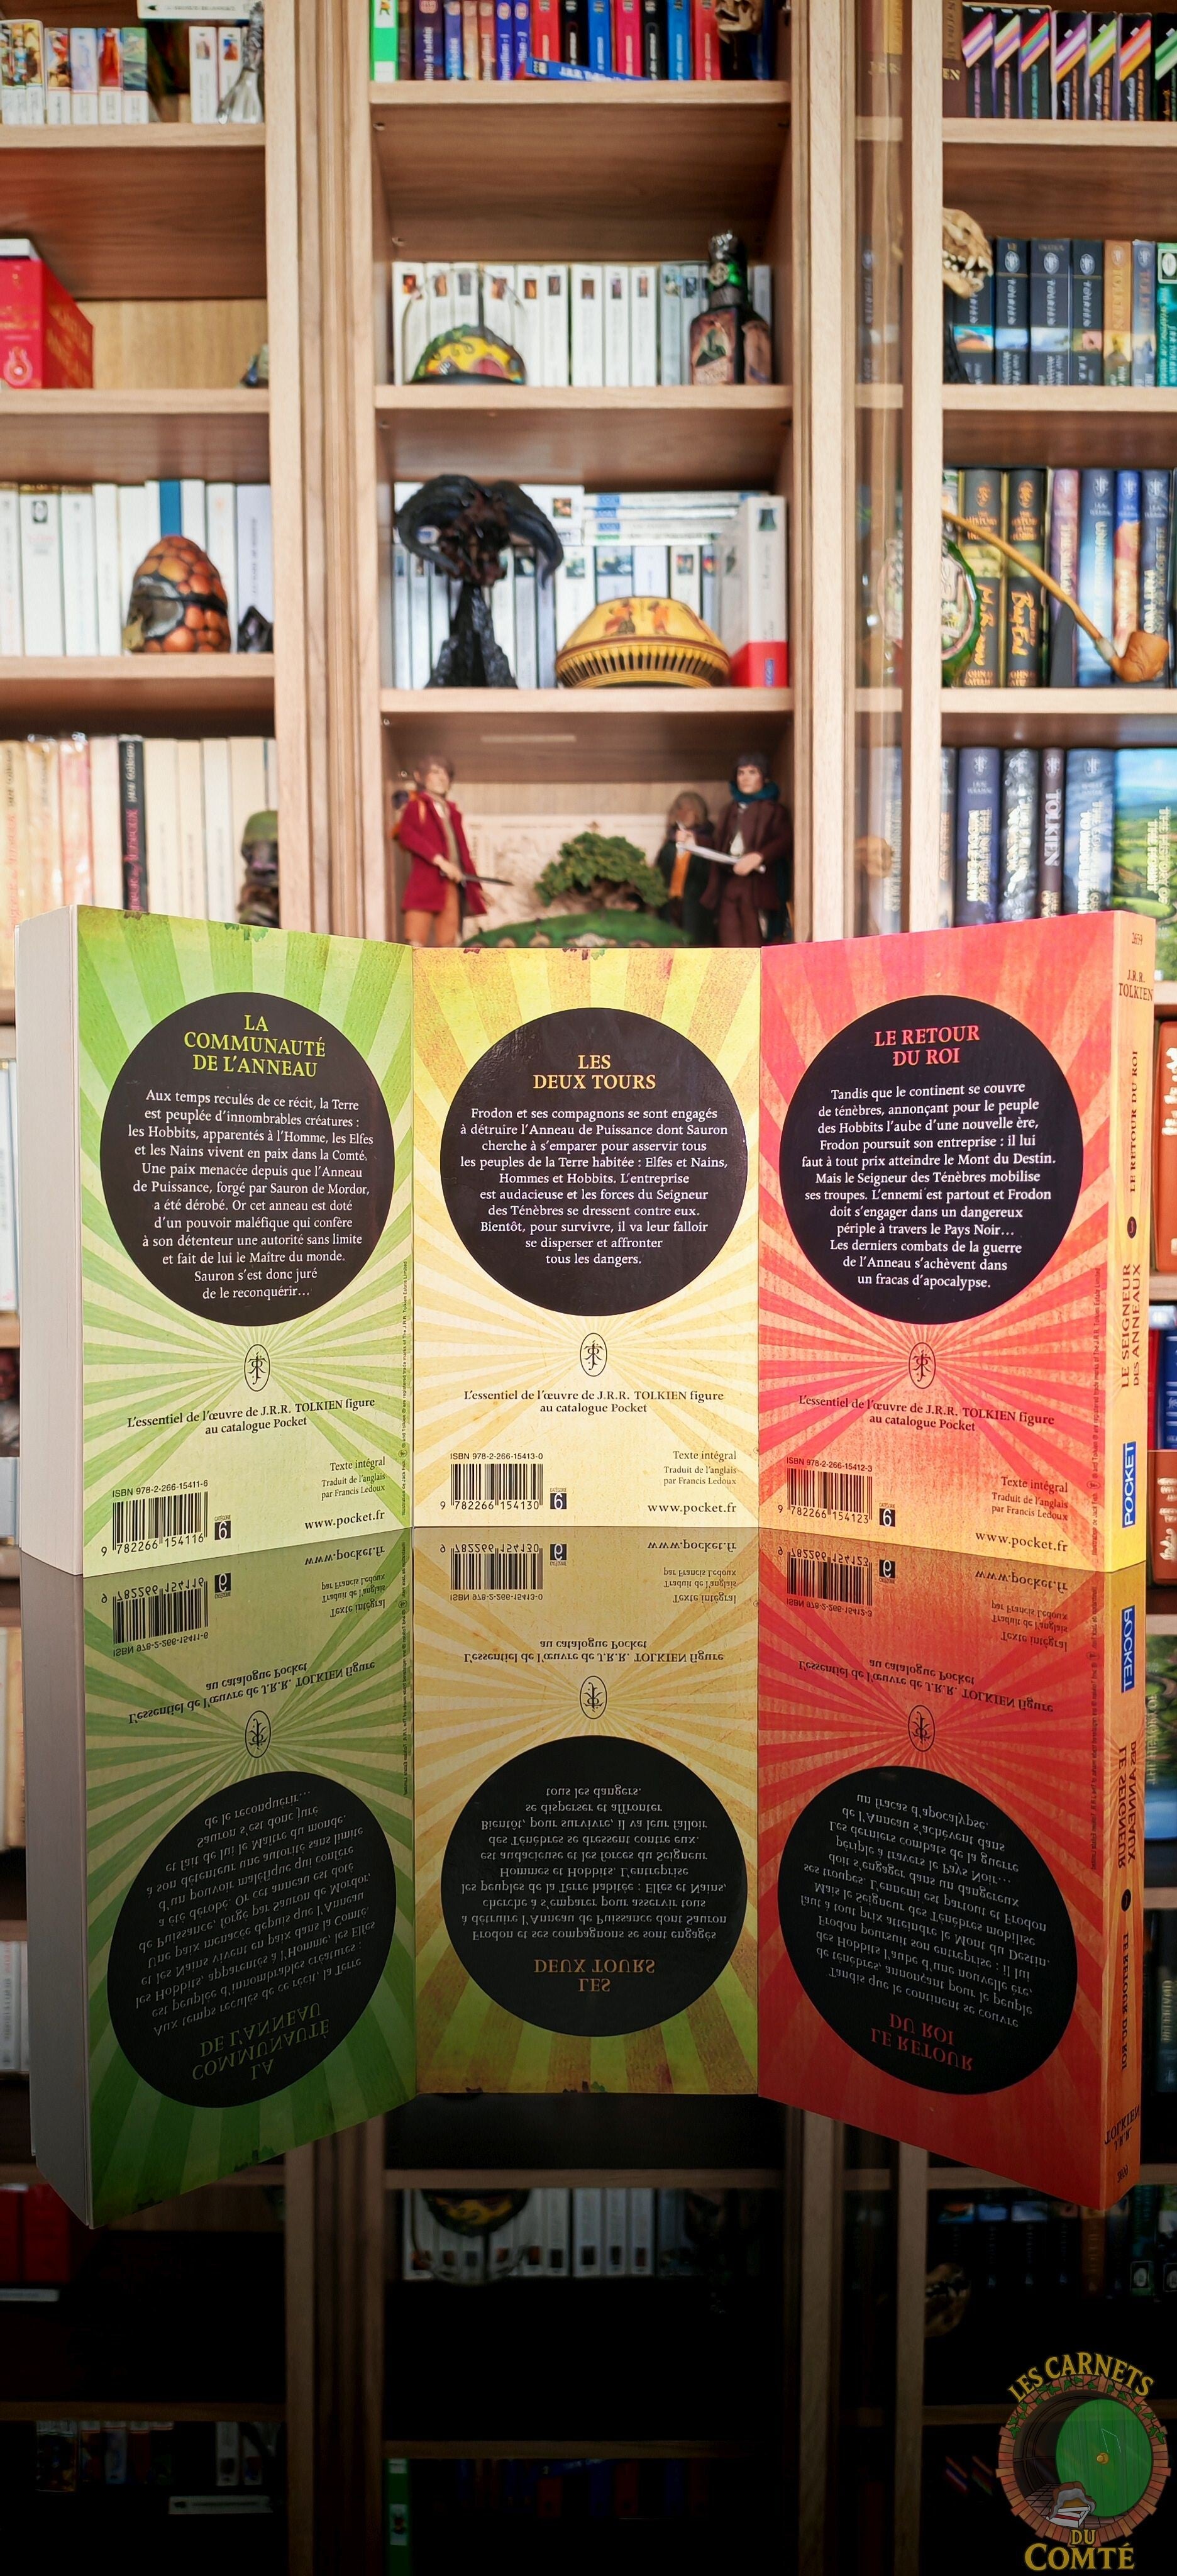 TOLKIEN
LA
COMMUNAUTÉ
DE L'ANNEAU
Aux temps reculés de ce récit, la Terre
est peuplée d'innombrables créatures :
les Hobbits, apparentés à l'Homme, les Elfes
et les Nains vivent en paix dans la Comté.
Une paix menacée depuis que l'Anneau
de Puissance, forgé par Sauron de Mordor,
a été dérobé. Or cet anneau est doté
d'un pouvoir maléfique qui confère
à son détenteur une autorité sans limite
et fait de lui le Maître du monde.
Sauron s'est donc juré
de le reconquérir...
L'essentiel de l'œuvre de J.R.R. TOLKIEN figure
au catalogue Pocket
ISBN 978-2-266-15411-6
9 782266 154116
Texte intégral
Traduit de l'anglais
par Francis Ledoux
www.pocket.fr
LES
DEUX TOURS
Frodon et ses compagnons se sont engagés
à détruire l'Anneau de Puissance dont Sauron
cherche à s'emparer pour asservir tous
les peuples de la Terre habitée : Elfes et Nains,
Hommes et Hobbits. L'entreprise
est audacieuse et les forces du Seigneur
des Ténèbres se dressent contre eux.
Bientôt, pour survivre, il va leur falloir
se disperser et affronter
tous les dangers.
L'essentiel de l'œuvre de J.R.R. TOLKIEN figure
au catalogue Pocket
ISBN 978-2-266-15413-0
9 782266 154130
Texte intégral
Traduit de l'anglais
par Francis Ledoux
www.pocket.fr
LE RETOUR
DU ROI
Tandis que le continent se couvre
de ténèbres, annonçant pour le peuple
des Hobbits l'aube d'une nouvelle ère,
Frodon poursuit son entreprise : il lui
faut à tout prix atteindre le Mont du Destin.
Mais le Seigneur des Ténèbres mobilise
ses troupes. L'ennemi est partout et Frodon
doit s'engager dans un dangereux
périple à travers le Pays Noir...
Les derniers combats de la guerre
de l'Anneau s'achèvent dans
un fracas d'apocalypse.
L'essentiel de l'œuvre de J.R.R. TOLKIEN figure
au catalogue Pocket
ISBN 978-2-266-15412-3
9 782266 154123
Texte intégral
Traduit de l'anglais
par Francis Ledoux
www.pocket.fr
J.R.R.
TOLKIEN
LE RETOUR DU ROI
LE SEIGNEUR
DES ANNEAUX
POCKET
LES CARNETS
DU
COMTÉ